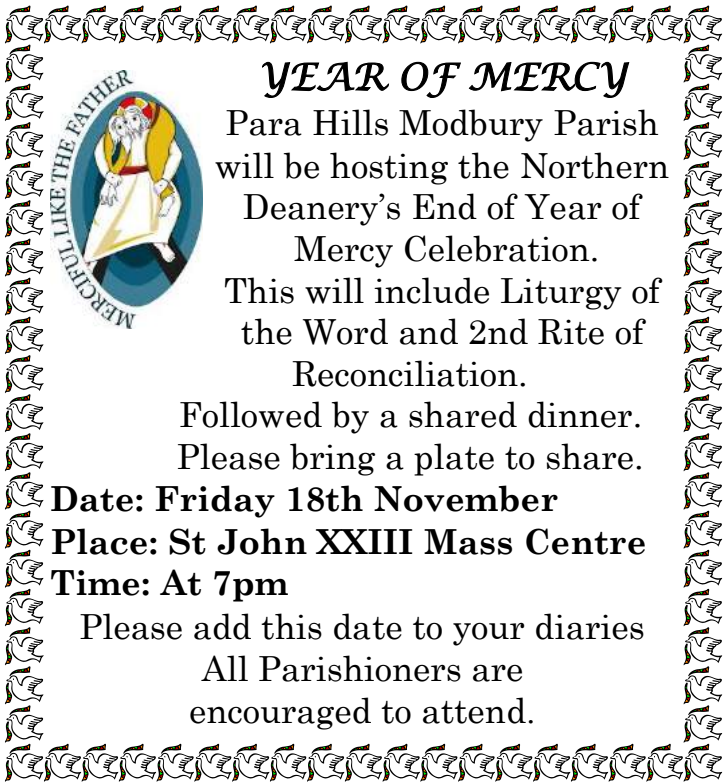 YEAR OF MERCY
MERCIFUL LIKE THE FATHER
Para Hills Modbury Parish
will be hosting the Northern
Deanery’s End of Year of
Mercy Celebration.
This will include Liturgy of
the Word and 2nd Rite of
Reconciliation.
Followed by a shared dinner.
Please bring a plate to share.
Date: Friday 18th November
Place: St John XXIII Mass Centre
Time: At 7pm
Please add this date to your diaries
All Parishioners are
encouraged to attend.